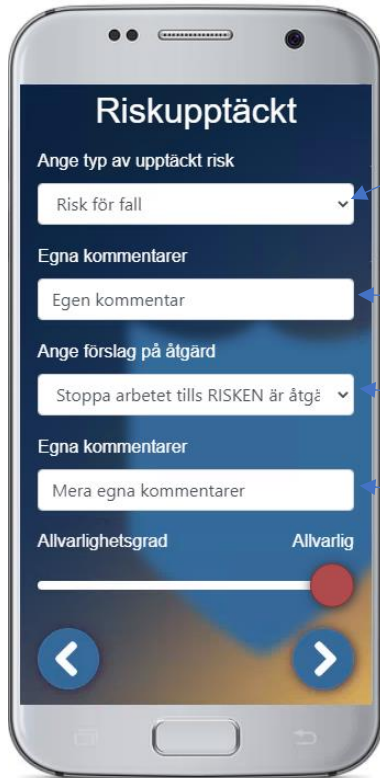 Riskupptäckt
Ange typ av upptäckt risk
Risk för fall
Egna kommentarer
Egen kommentar
Ange förslag på åtgärd
Stoppa arbetet tills RISKEN är åtgä
Egna kommentarer
Mera egna kommentarer
Allvarlighetsgrad Allvarlig